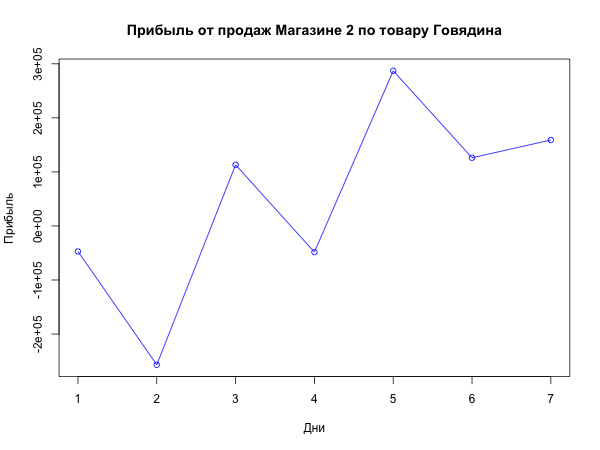 Прибыль от продаж Магазине 2 по товару Говядина
Прибыль
3e+05
2e+05
1e+05
0e+00
-1e+05
-2e+05
1 2 3 4 5 6 7
Дни